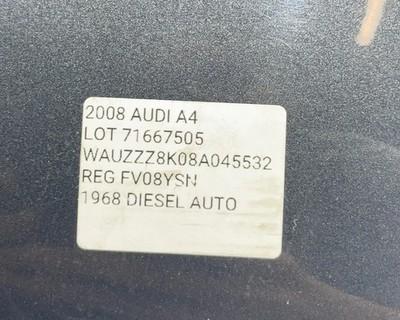 2008 AUDI A4
LOT 71667505
WAUZZZ8K08A045532
REG FV08YSN
1968 DIESEL AUTO